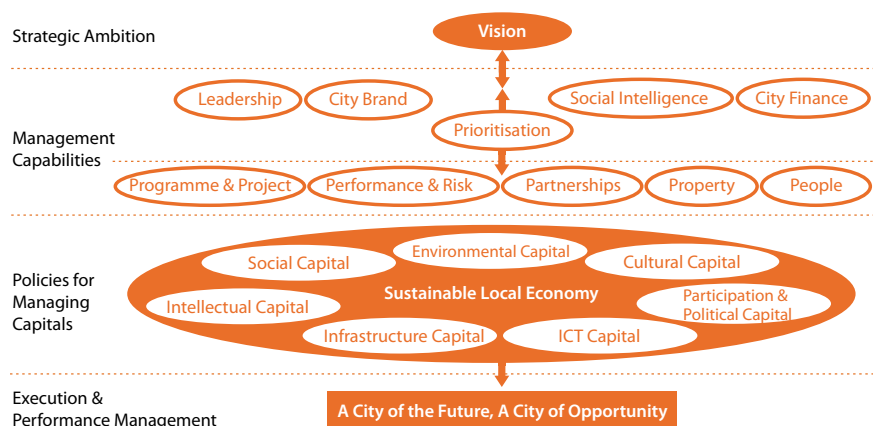 Strategic Ambition
Vision
Leadership
City Brand
Social Intelligence
City Finance
Prioritisation
Management
Capabilities
Programme & Project
Performance & Risk
Partnerships
Property
People
Policies for
Managing
Capitals
Environmental Capital
Social Capital
Cultural Capital
Sustainable Local Economy
Intellectual Capital
Participation &
Political Capital
Infrastructure Capital
ICT Capital
Execution &
Performance Management
A City of the Future, A City of Opportunity